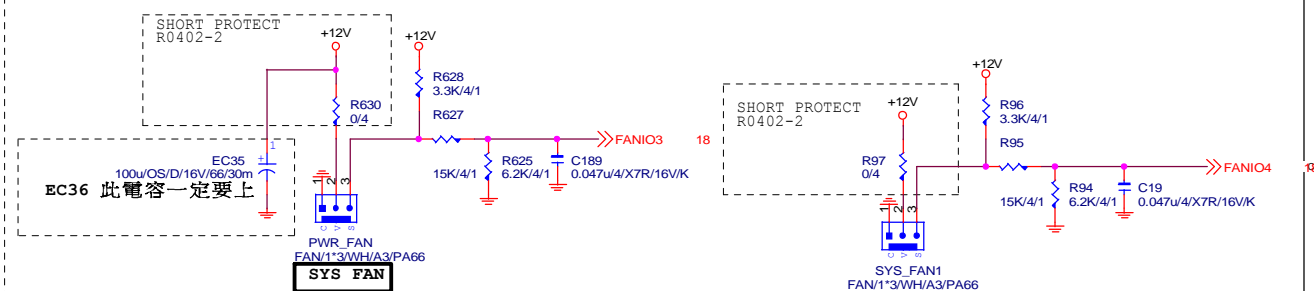 SHORT PROTECT
R0402-2
+12V
R630
0/4
1
+
EC35
100u/OS/D/16V/66/30m
EC36 此電容一定要上
+12V
R628
3.3K/4/1
R627
15K/4/1
R625
6.2K/4/1
C189
0.047u/4/X7R/16V/K
FANIO3
18
1
2
3
C
V
S
PWR_FAN
FAN/1*3/WH/A3/PA66
SYS FAN
SHORT PROTECT
R0402-2
+12V
R97
0/4
+12V
R96
3.3K/4/1
R95
15K/4/1
R94
6.2K/4/1
C19
0.047u/4/X7R/16V/K
FANIO4
1
2
3
C
V
S
SYS_FAN1
FAN/1*3/WH/A3/PA66